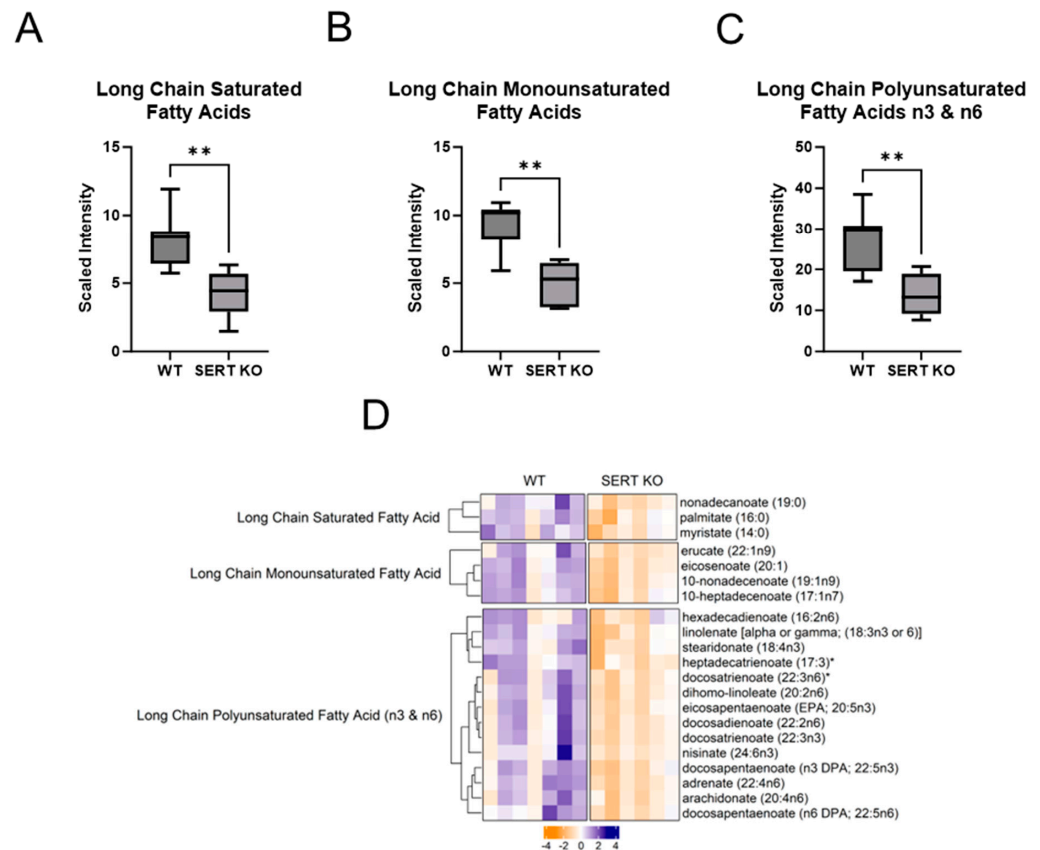 A
B
C
Long Chain Saturated
Fatty Acids
Long Chain Monounsaturated
Fatty Acids
Long Chain Polyunsaturated
Fatty Acids n3 & n6
Scaled Intensity
15
10
5
0
**
WT SERT KO
Scaled Intensity
15
10
5
0
**
WT SERT KO
Scaled Intensity
50
40
30
20
10
0
**
WT SERT KO
D
WT SERT KO
Long Chain Saturated Fatty Acid
nonadecanoate (19:0)
palmitate (16:0)
myristate (14:0)
Long Chain Monounsaturated Fatty Acid
erucate (22:1n9)
eicosenoate (20:1)
10-nonadecenoate (19:1n9)
10-heptadecenoate (17:1n7)
Long Chain Polyunsaturated Fatty Acid (n3 & n6)
hexadecadienoate (16:2n6)
linolenate [alpha or gamma; (18:3n3 or 6)]
stearidonate (18:4n3)
heptadecatrienoate (17:3)*
docosatrienoate (22:3n6)*
dihomo-linoleate (20:2n6)
eicosapentaenoate (EPA; 20:5n3)
docosadienoate (22:2n6)
docosatrienoate (22:3n3)
nisinate (24:6n3)
docosapentaenoate (n3 DPA; 22:5n3)
adrenate (22:4n6)
arachidonate (20:4n6)
docosapentaenoate (n6 DPA; 22:5n6)
-4 -2 0 2 4